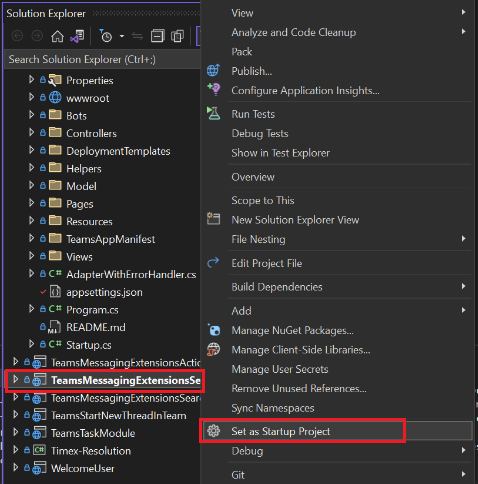 Solution Explorer
Search Solution Explorer (Ctrl+;)
Properties
wwwroot
Bots
Controllers
DeploymentTemplates
Helpers
Model
Pages
Resources
TeamsAppManifest
Views
C# AdapterWithErrorHandler.cs
appsettings.json
C# Program.cs
README.md
C# Startup.cs
TeamsMessagingExtensionsActio
TeamsMessagingExtensionsSe
TeamsMessagingExtensionsSear
TeamsStartNewThreadInTeam
TeamsTaskModule
Timex-Resolution
WelcomeUser
View
Analyze and Code Cleanup
Pack
Publish...
Configure Application Insights...
Run Tests
Debug Tests
Show in Test Explorer
Overview
Scope to This
New Solution Explorer View
File Nesting
Edit Project File
Build Dependencies
Add
Manage NuGet Packages...
Manage Client-Side Libraries...
Manage User Secrets
Remove Unused References...
Sync Namespaces
Set as Startup Project
Debug
Git